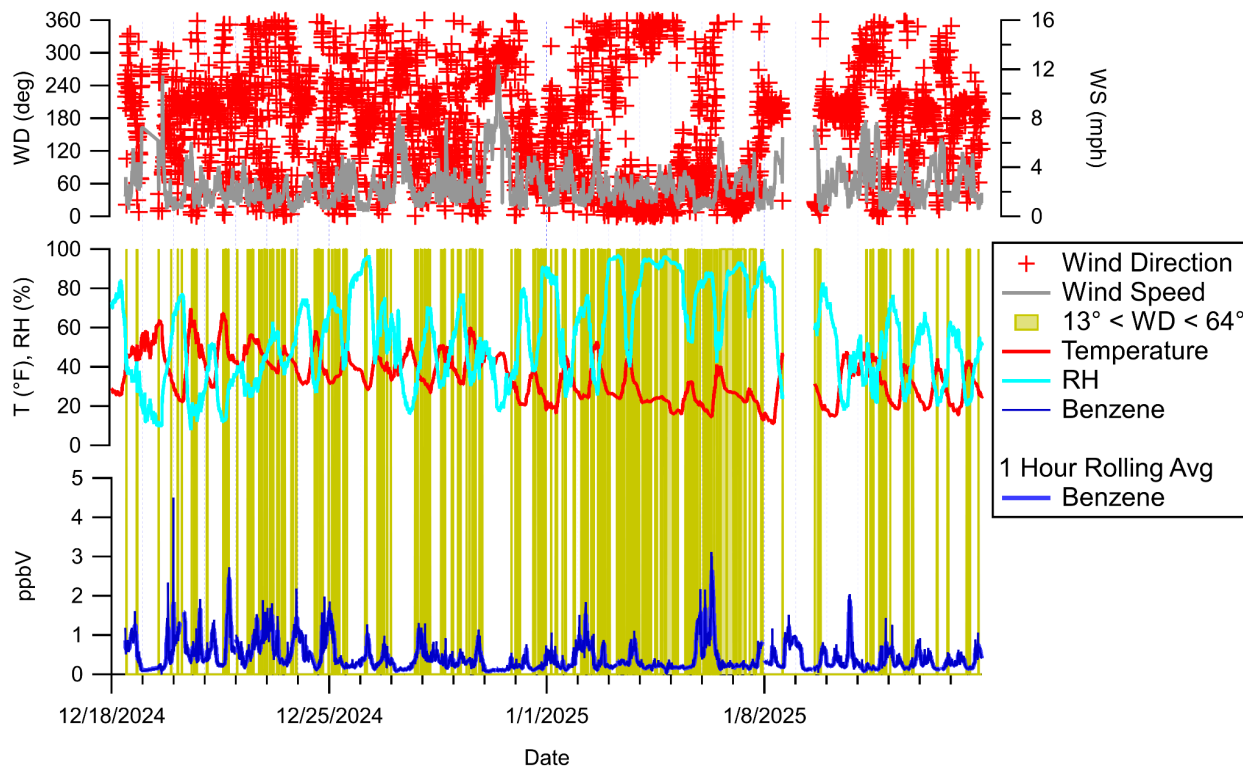 360
300
240
180
120
60
0
WD (deg)
16
12
8
4
0
WS (mph)
100
80
60
40
20
0
T (°F), RH (%)
5
4
3
2
1
0
ppbV
12/18/2024
12/25/2024
1/1/2025
1/8/2025
Date
Wind Direction
Wind Speed
13° < WD < 64°
Temperature
RH
Benzene
1 Hour Rolling Avg
Benzene